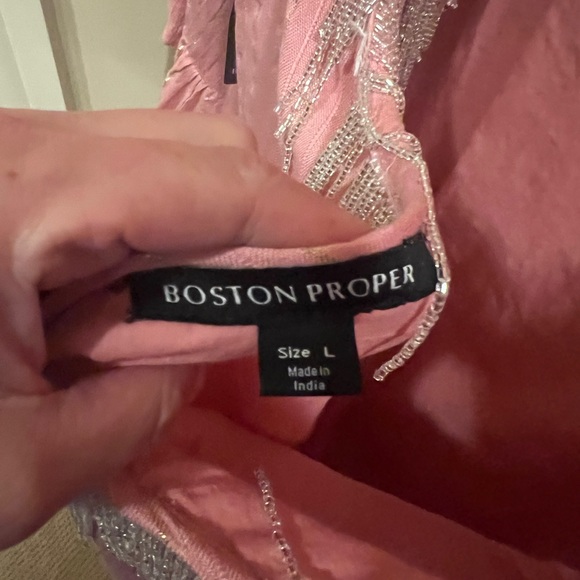 BOSTON PROPER
Size L
Made in
India